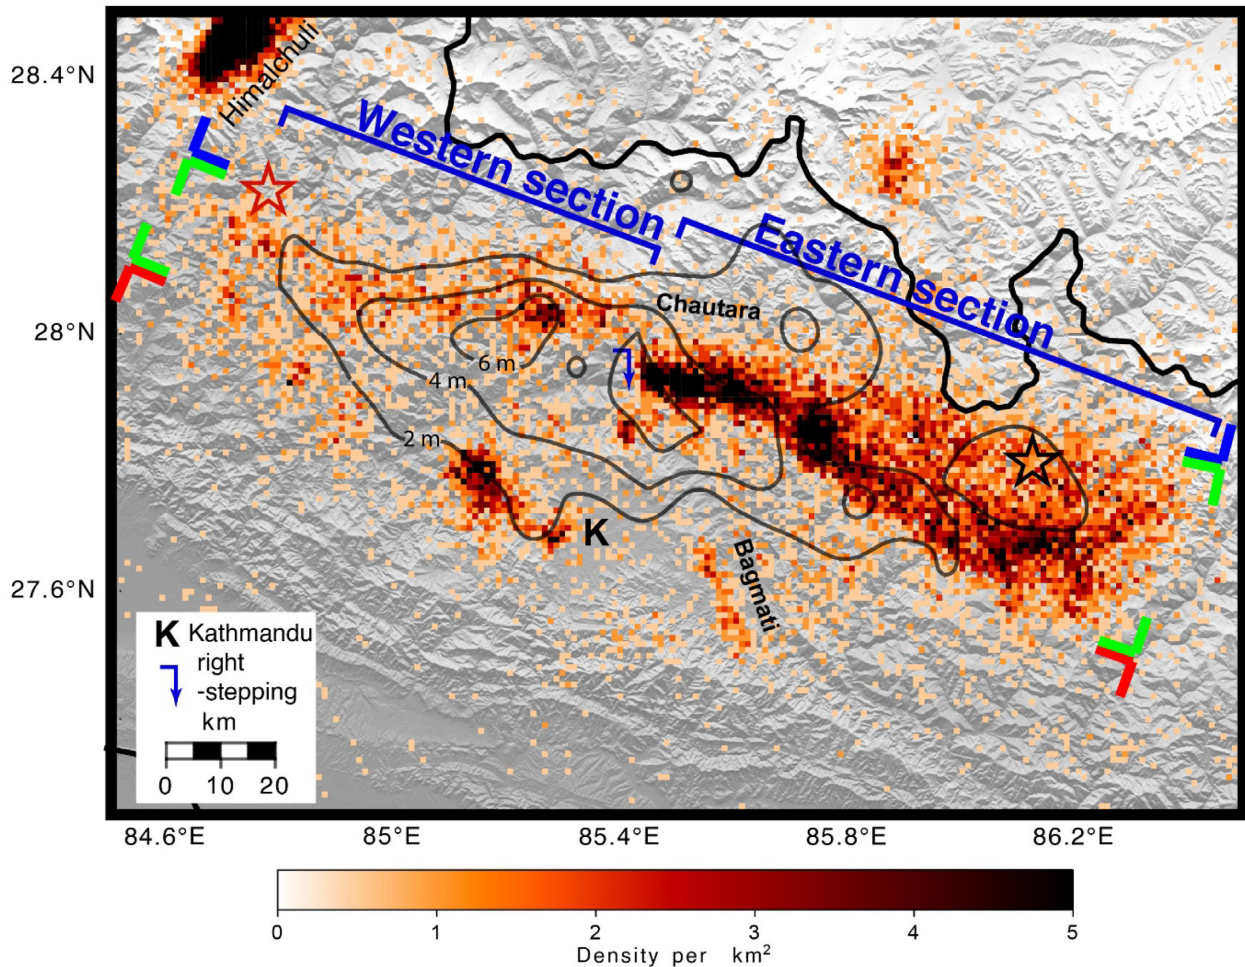 28.4°N
Himalchuli
Western section
Eastern section
Chautara
28°N
6 m
4 m
2 m
K
Bagmati
27.6°N
K Kathmandu
right
-stepping
km
0 10 20
84.6°E 85°E 85.4°E 85.8°E 86.2°E
0 1 2 3 4 5
Density per km²